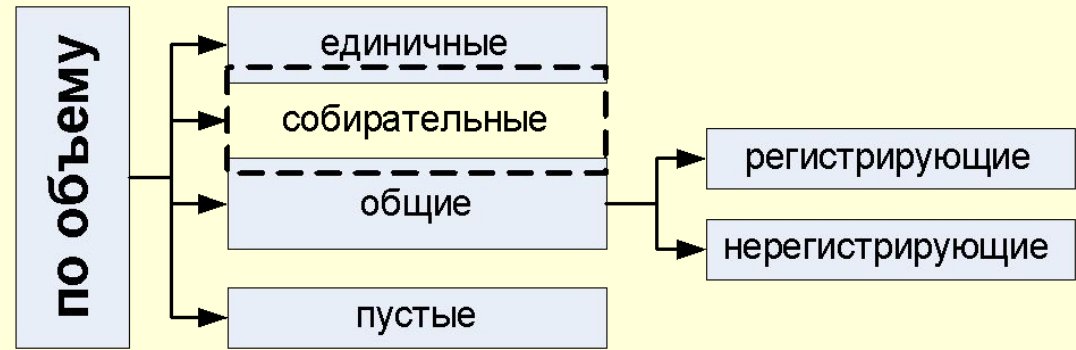 по объему
единичные
собирательные
общие
пустые
регистрирующие
нерегистрирующие